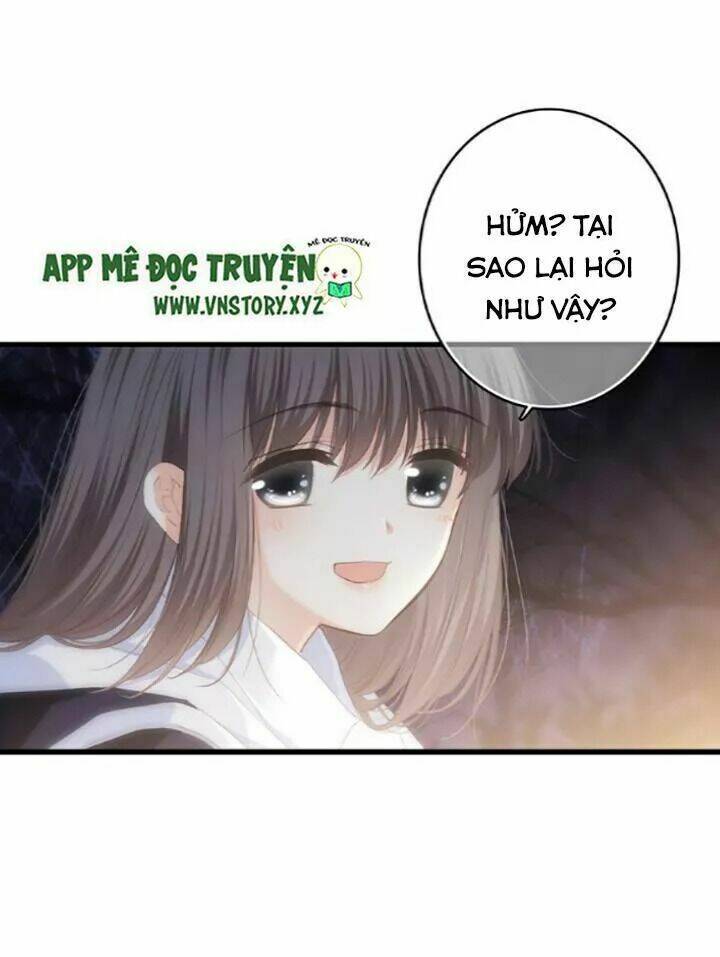 MÊ ĐỌC TRUYỆN
APP MÊ ĐỌC TRUYỆN
WWW.VNSTORY.XYZ
HỬM? TẠI
SAO LẠI HỎI
NHƯ VẬY?